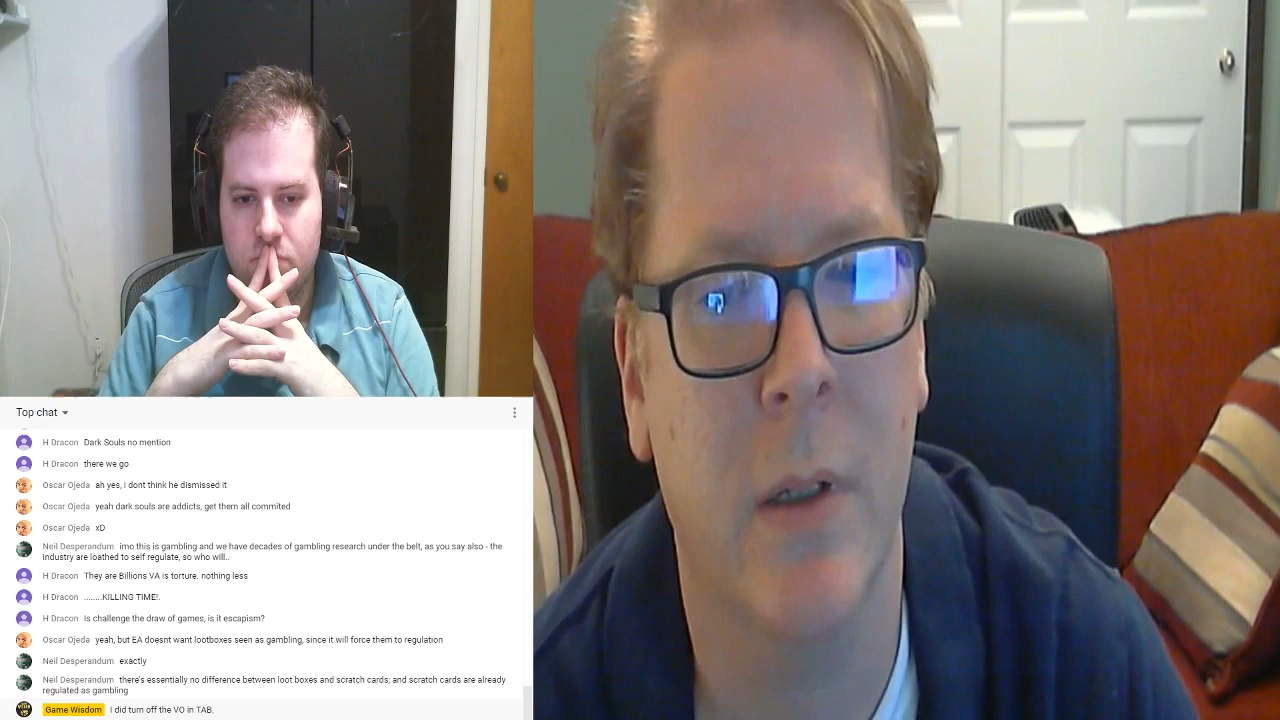 Top chat
H Dracon Dark Souls no mention
H Dracon there we go
Oscar Ojeda ah yes, i dont think he dismissed it
Oscar Ojeda yeah dark souls are addicts, get them all commited
Oscar Ojeda xD
Neil Desperandum imo this is gambling and we have decades of gambling research under the belt, as you say also - the
industry are loathed to self regulate, so who will..
H Dracon They are Billions VA is torture. nothing less
H Dracon ........KILLING TIME!.
H Dracon Is challenge the draw of games, is it escapism?
Oscar Ojeda yeah, but EA doesnt want lootboxes seen as gambling, since it will force them to regulation
Neil Desperandum exactly
Neil Desperandum there's essentially no difference between loot boxes and scratch cards; and scratch cards are already
regulated as gambling
Game Wisdom I did turn off the VO in TAB.